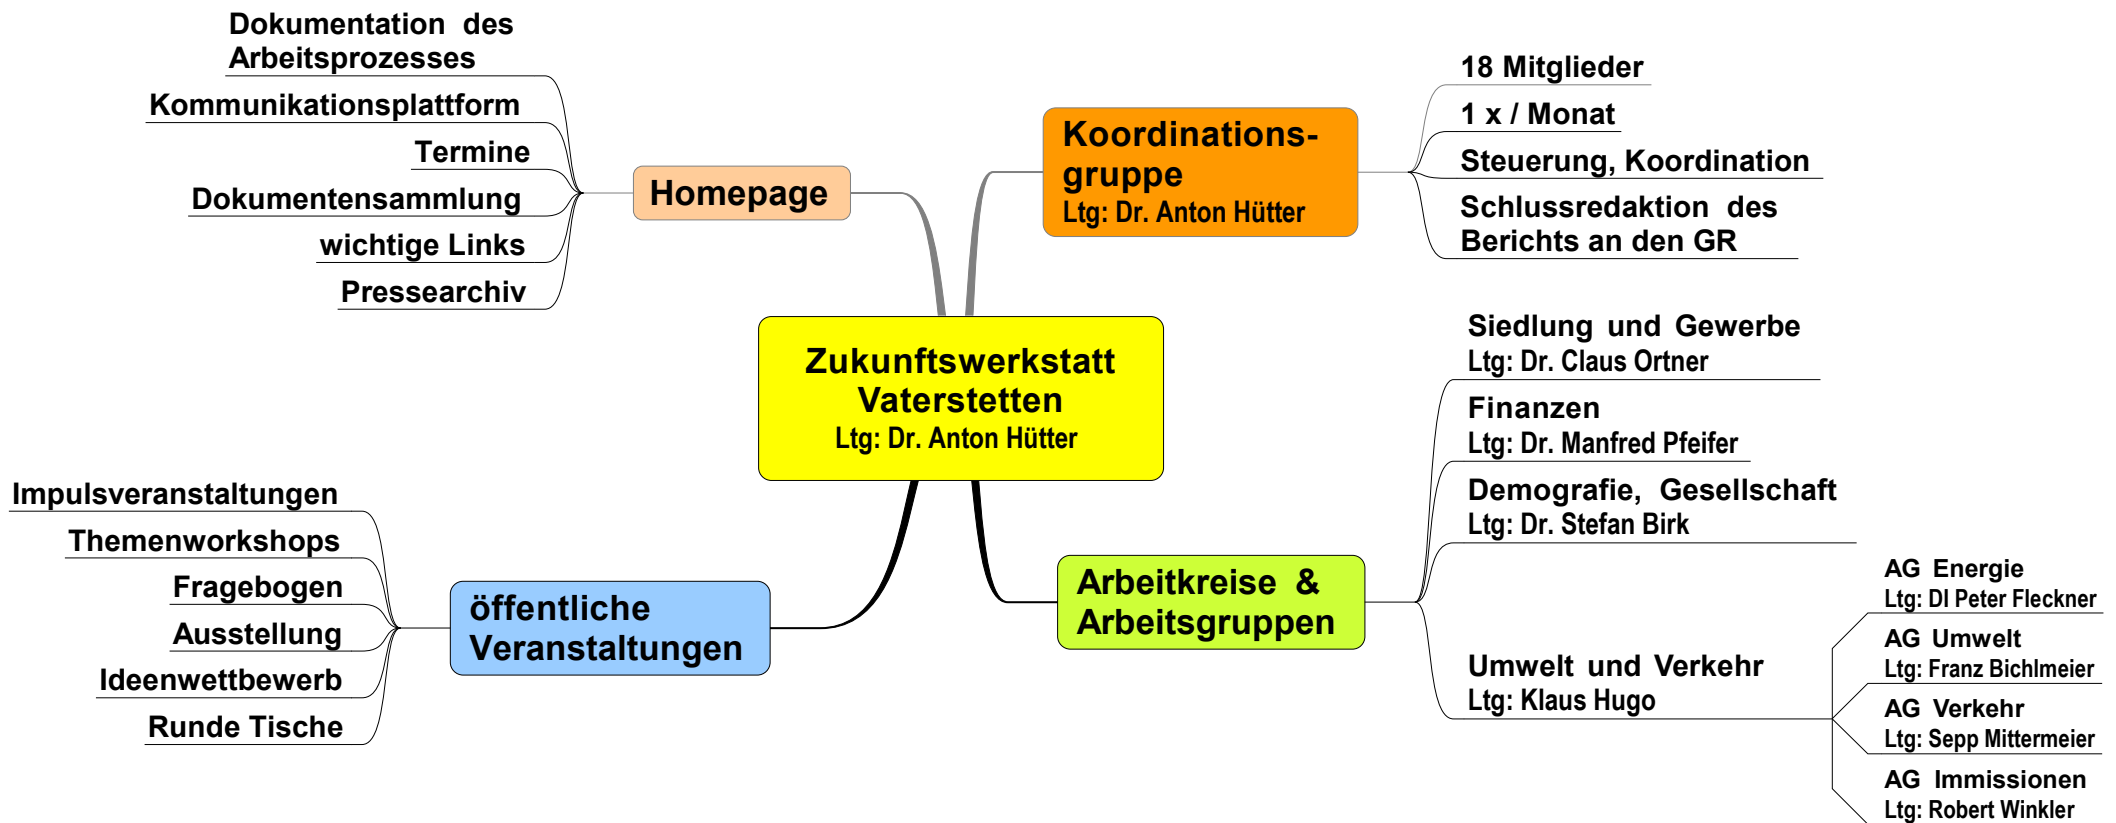 Dokumentation des
Arbeitsprozesses
Kommunikationsplattform
Termine
Dokumentensammlung
wichtige Links
Pressearchiv
Homepage
Koordinations-
gruppe
Ltg: Dr. Anton Hütter
18 Mitglieder
1 x / Monat
Steuerung, Koordination
Schlussredaktion des
Berichts an den GR
Zukunftswerkstatt
Vaterstetten
Ltg: Dr. Anton Hütter
Impulsveranstaltungen
Themenworkshops
Fragebogen
Ausstellung
Ideenwettbewerb
Runde Tische
öffentliche
Veranstaltungen
Arbeitkreise &
Arbeitsgruppen
Siedlung und Gewerbe
Ltg: Dr. Claus Ortner
Finanzen
Ltg: Dr. Manfred Pfeifer
Demografie, Gesellschaft
Ltg: Dr. Stefan Birk
Umwelt und Verkehr
Ltg: Klaus Hugo
AG Energie
Ltg: DI Peter Fleckner
AG Umwelt
Ltg: Franz Bichlmeier
AG Verkehr
Ltg: Sepp Mittermeier
AG Immissionen
Ltg: Robert Winkler